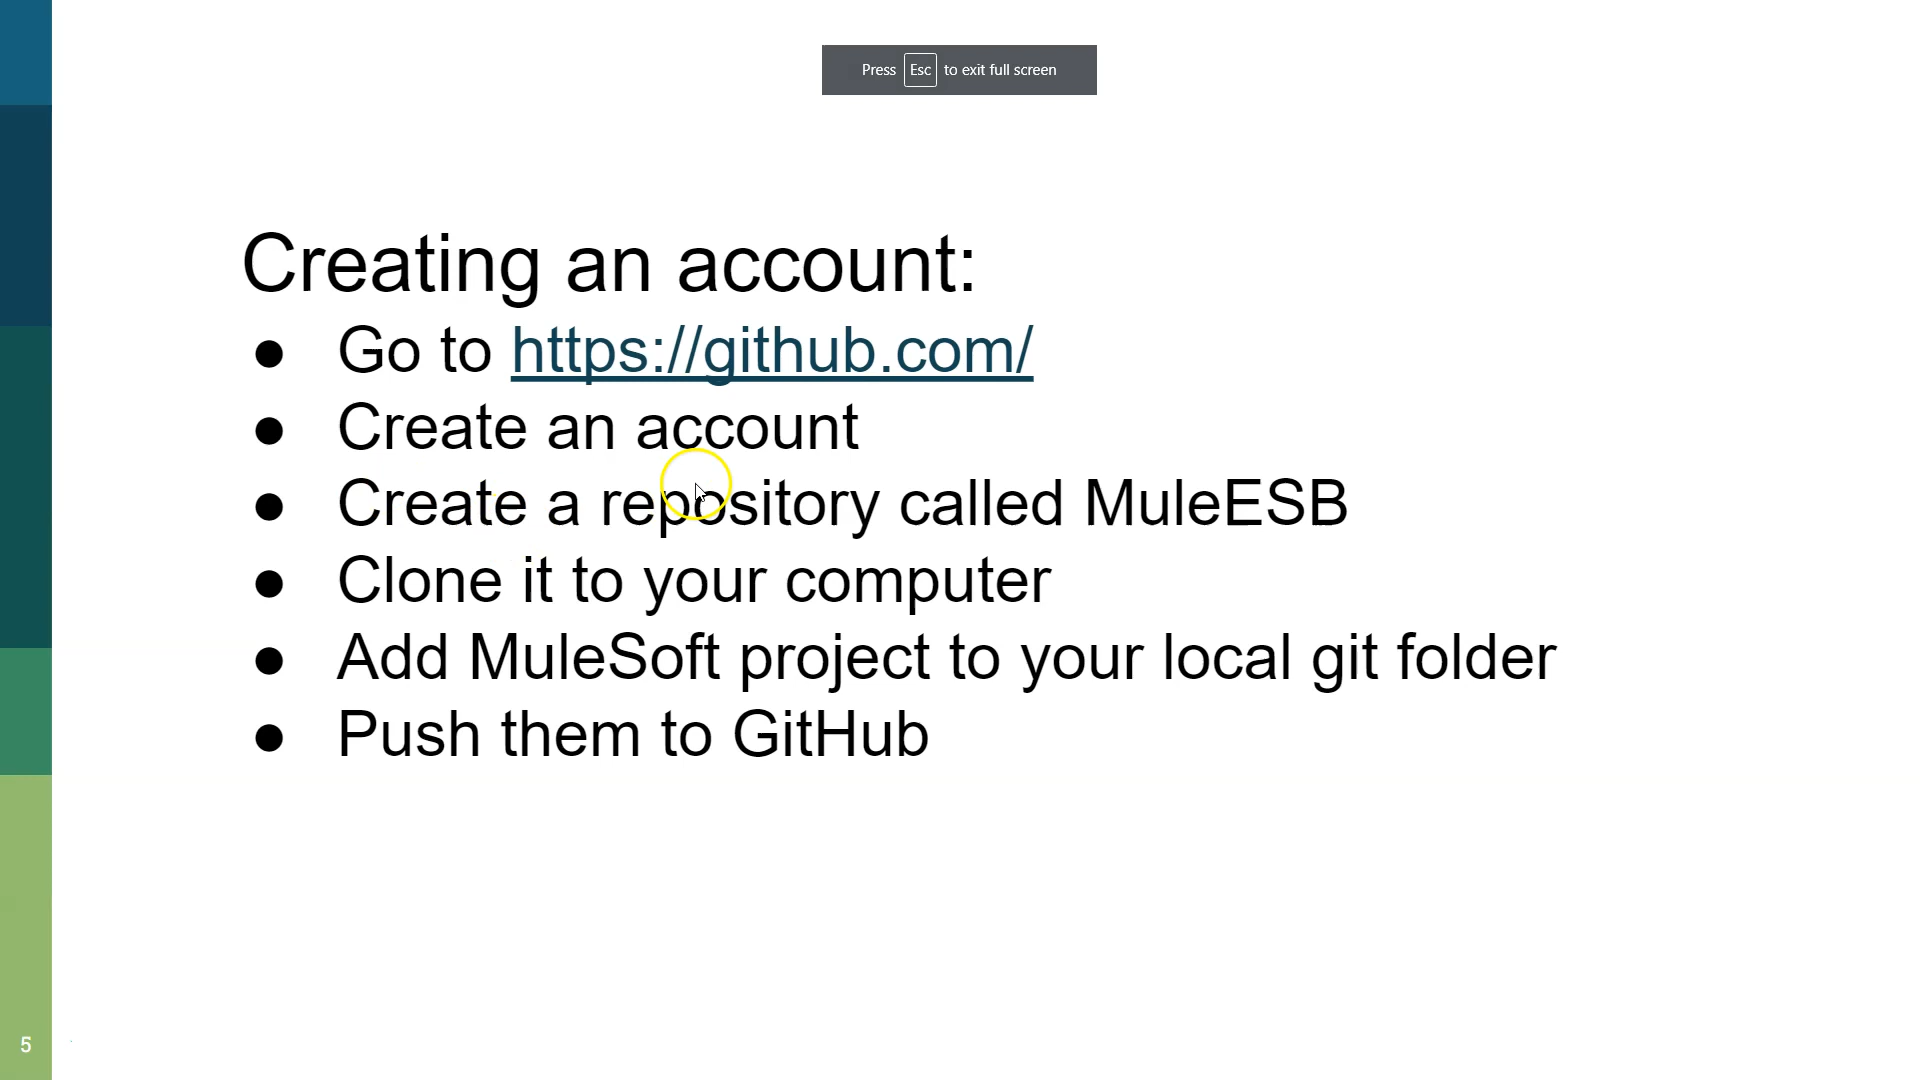 Press Esc to exit full screen
Creating an account:
● Go to https://github.com/
● Create an account
● Create a repository called MuleESB
● Clone it to your computer
● Add MuleSoft project to your local git folder
● Push them to GitHub
5